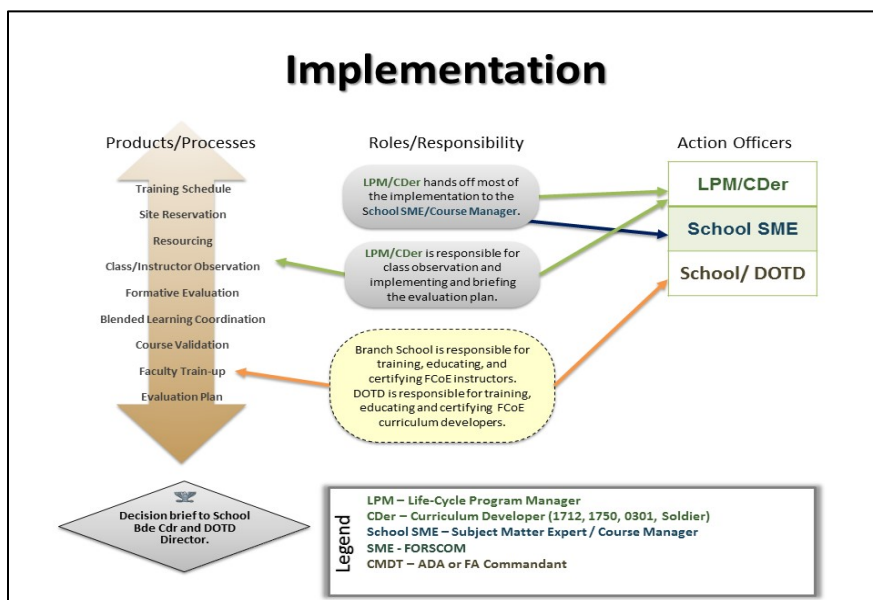 Implementation
Products/Processes
Training Schedule
Site Reservation
Resourcing
Class/Instructor Observation
Formative Evaluation
Blended Learning Coordination
Course Validation
Faculty Train-up
Evaluation Plan
Decision brief to School
Bde Cdr and DOTD
Director.
Roles/Responsibility
LPM/CDer hands off most of
the implementation to the
School SME/Course Manager.
LPM/CDer is responsible for
class observation and
implementing and briefing
the evaluation plan.
Branch School is responsible for
training, educating, and
certifying FCoE instructors.
DOTD is responsible for training,
educating and certifying FCoE
curriculum developers.
Action Officers
LPM/CDer
School SME
School/ DOTD
Legend
LPM – Life-Cycle Program Manager
CDer – Curriculum Developer (1712, 1750, 0301, Soldier)
School SME – Subject Matter Expert / Course Manager
SME - FORSCOM
CMDT – ADA or FA Commandant